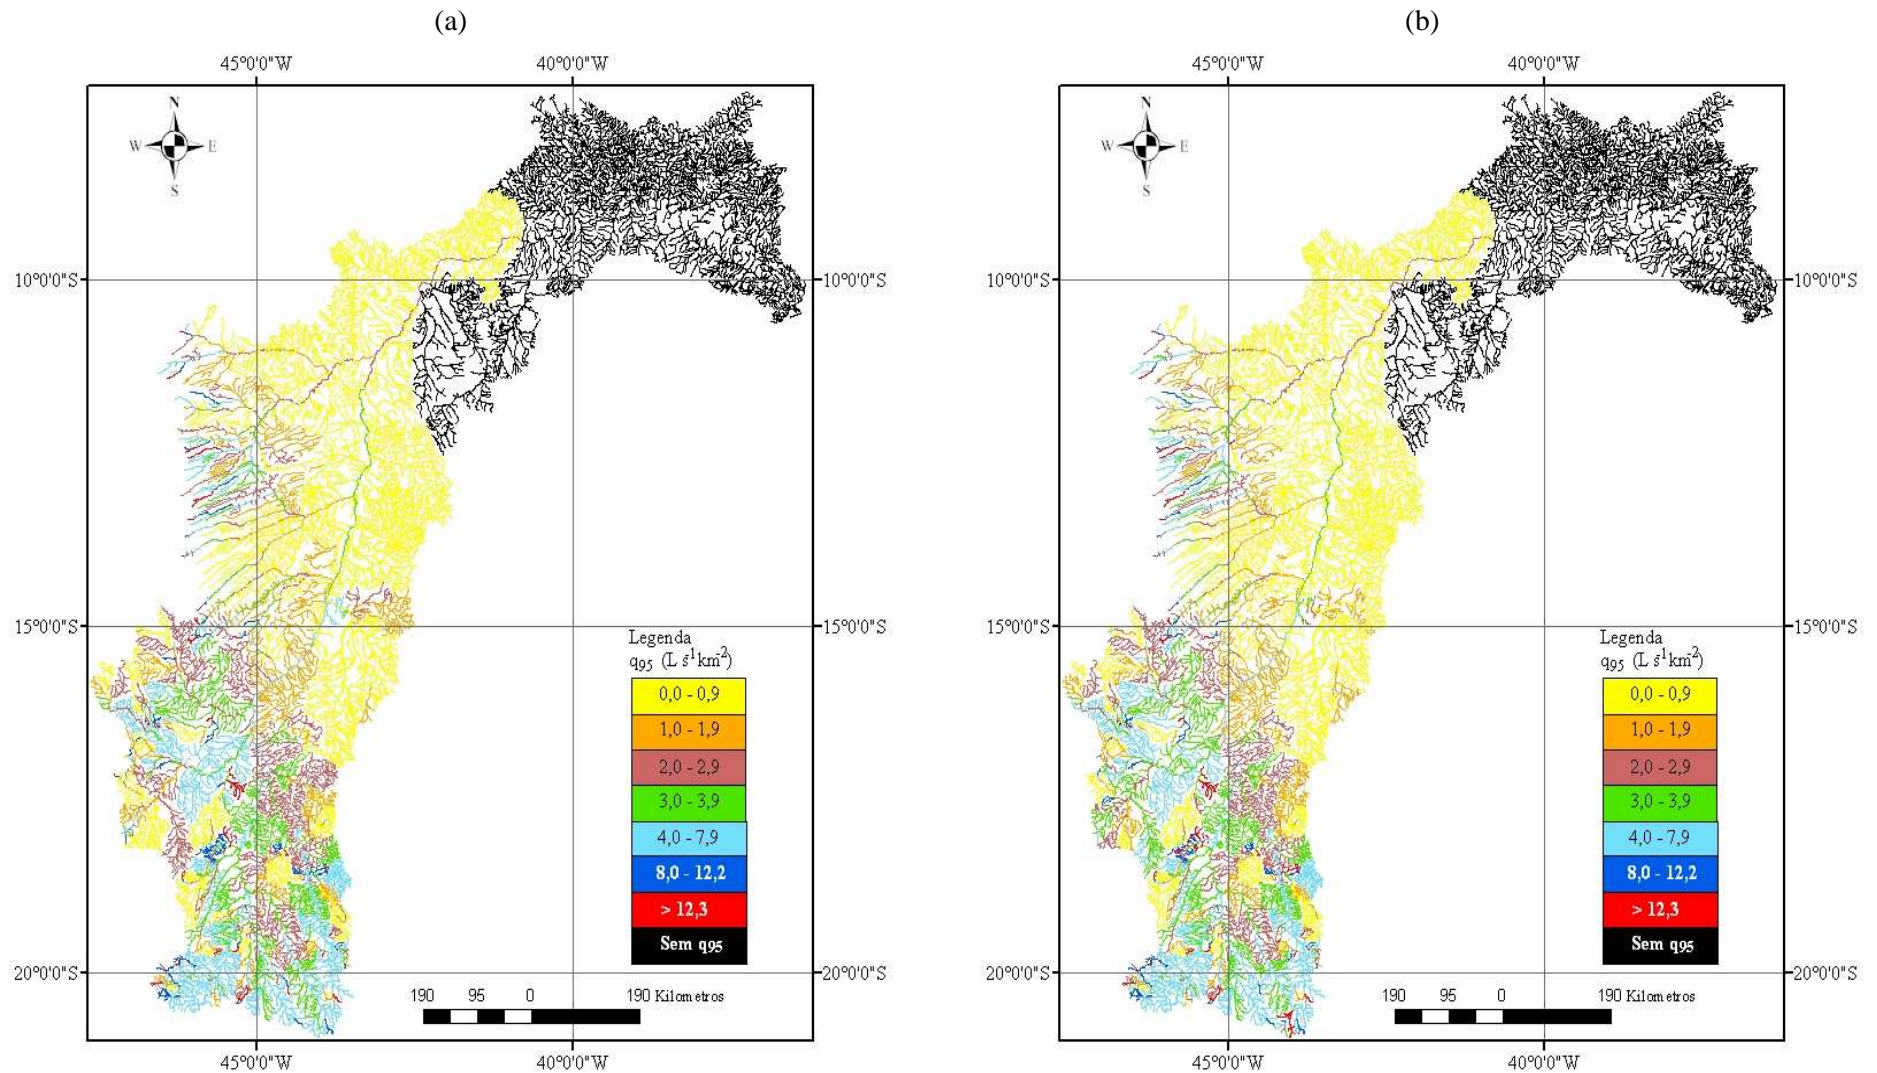 (a)
45°0'0"W 40°0'0"W
N
W E
S
10°0'0"S 10°0'0"S
15°0'0"S 15°0'0"S
Legenda
q95 (L s-1km-2)
0,0 - 0,9
1,0 - 1,9
2,0 - 2,9
3,0 - 3,9
4,0 - 7,9
8,0 - 12,2
> 12,3
Sem q95
20°0'0"S 20°0'0"S
190 95 0 190 Kilometros
45°0'0"W 40°0'0"W
(b)
45°0'0"W 40°0'0"W
N
W E
S
10°0'0"S 10°0'0"S
15°0'0"S 15°0'0"S
Legenda
q95 (L s-1km-2)
0,0 - 0,9
1,0 - 1,9
2,0 - 2,9
3,0 - 3,9
4,0 - 7,9
8,0 - 12,2
> 12,3
Sem q95
20°0'0"S 20°0'0"S
190 95 0 190 Kilometros
45°0'0"W 40°0'0"W